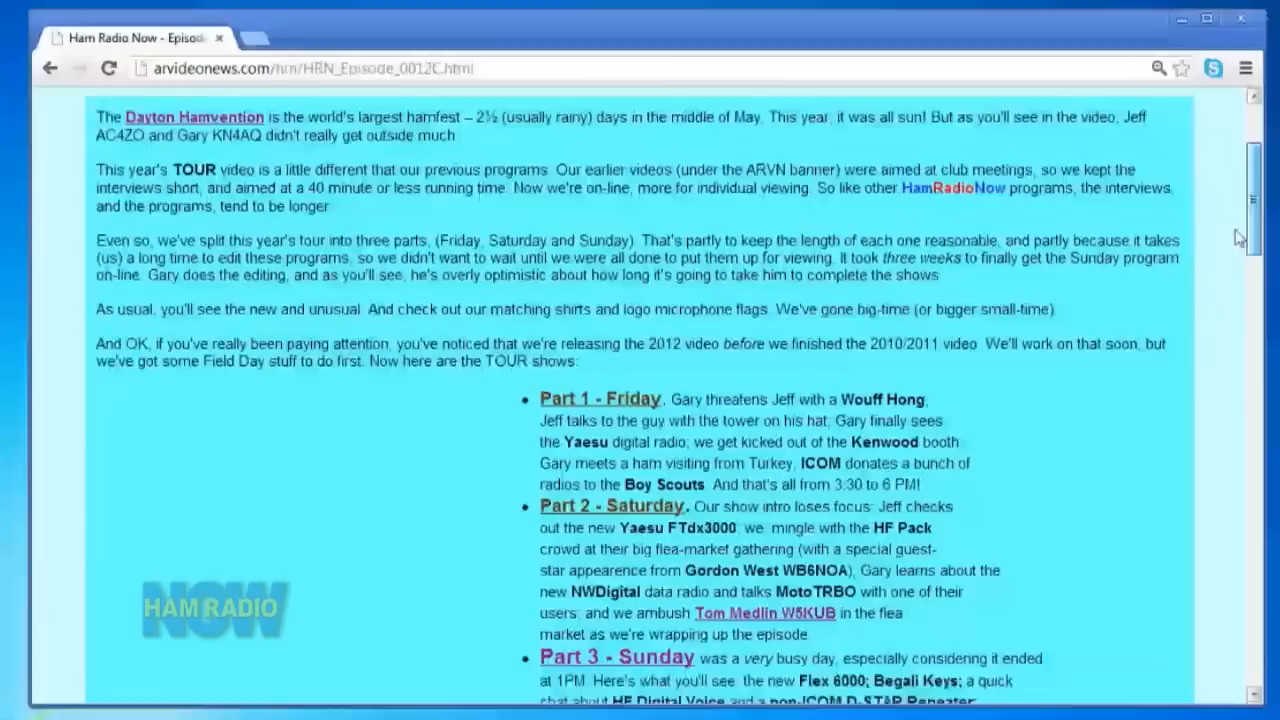 Ham Radio Now - Episod
arvideonews.com/hrn/HRN_Episode_0012C.html
The Dayton Hamvention is the world's largest hamfest – 2½ (usually rainy) days in the middle of May. This year, it was all sun! But as you'll see in the video, Jeff
AC4ZO and Gary KN4AQ didn't really get outside much.
This year's TOUR video is a little different that our previous programs. Our earlier videos (under the ARVN banner) were aimed at club meetings, so we kept the
interviews short, and aimed at a 40 minute or less running time. Now we're on-line, more for individual viewing. So like other HamRadioNow programs, the interviews,
and the programs, tend to be longer.
Even so, we've split this year's tour into three parts, (Friday, Saturday and Sunday). That's partly to keep the length of each one reasonable, and partly because it takes
(us) a long time to edit these programs, so we didn't want to wait until we were all done to put them up for viewing. It took three weeks to finally get the Sunday program
on-line. Gary does the editing, and as you'll see, he's overly optimistic about how long it's going to take him to complete the shows.
As usual, you'll see the new and unusual. And check out our matching shirts and logo microphone flags. We've gone big-time (or bigger small-time).
And OK, if you've really been paying attention, you've noticed that we're releasing the 2012 video before we finished the 2010/2011 video. We'll work on that soon, but
we've got some Field Day stuff to do first. Now here are the TOUR shows:
• Part 1 - Friday. Gary threatens Jeff with a Wouff Hong,
Jeff talks to the guy with the tower on his hat; Gary finally sees
the Yaesu digital radio; we get kicked out of the Kenwood booth.
Gary meets a ham visiting from Turkey, ICOM donates a bunch of
radios to the Boy Scouts. And that's all from 3:30 to 6 PM!
• Part 2 - Saturday. Our show intro loses focus; Jeff checks
out the new Yaesu FTdx3000; we mingle with the HF Pack
crowd at their big flea-market gathering (with a special guest-
star appearence from Gordon West WB6NOA), Gary learns about the
new NWDigital data radio and talks MotoTRBO with one of their
users; and we ambush Tom Medlin W5KUB in the flea
market as we're wrapping up the episode.
• Part 3 - Sunday was a very busy day, especially considering it ended
at 1PM. Here's what you'll see: the new Flex 6000; Begali Keys; a quick
chat about HF Digital Voice and a non-ICOM D-STAR Repeater;
HAM RADIO
NOW